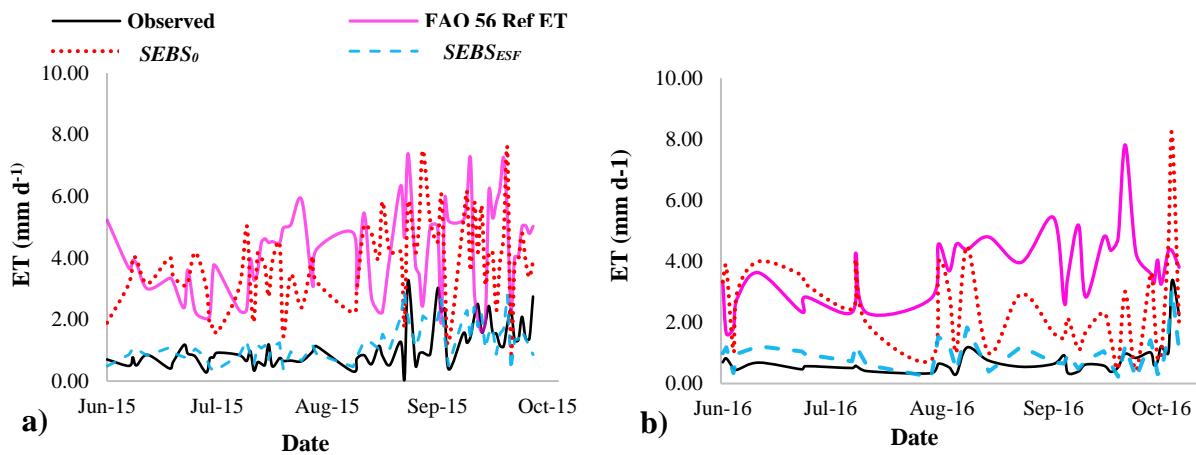 Observed
FAO 56 Ref ET
SEBS0
SEBSESF
10.00
8.00
6.00
4.00
2.00
0.00
ET (mm d-1)
Jun-15
Jul-15
Aug-15
Sep-15
Oct-15
Date
a)
10.00
8.00
6.00
4.00
2.00
0.00
ET (mm d-1)
Jun-16
Jul-16
Aug-16
Sep-16
Oct-16
Date
b)